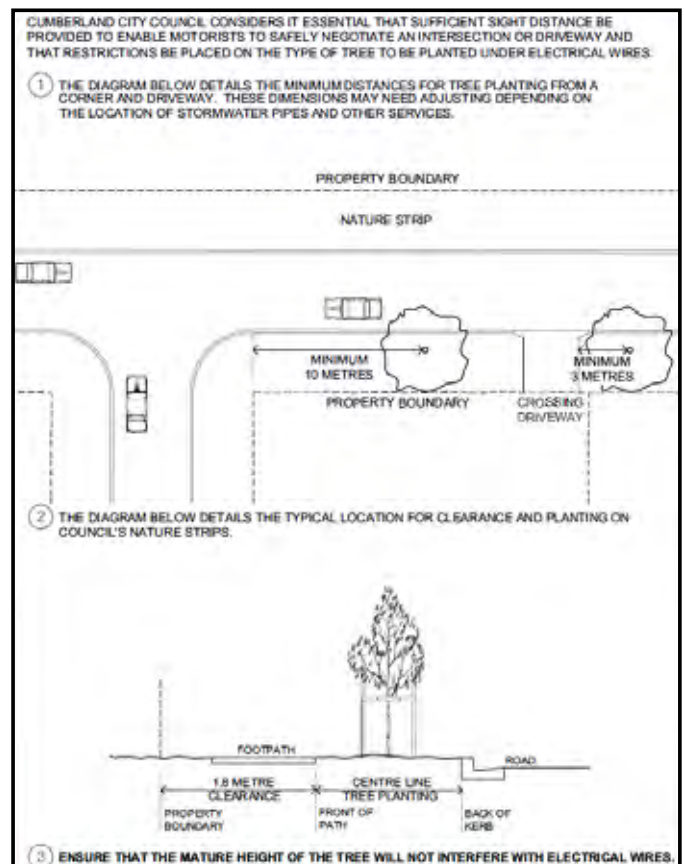 CUMBERLAND CITY COUNCIL CONSIDERS IT ESSENTIAL THAT SUFFICIENT SIGHT DISTANCE BE
PROVIDED TO ENABLE MOTORISTS TO SAFELY NEGOTIATE AN INTERSECTION OR DRIVEWAY AND
THAT RESTRICTIONS BE PLACED ON THE TYPE OF TREE TO BE PLANTED UNDER ELECTRICAL WIRES.
1 THE DIAGRAM BELOW DETAILS THE MINIMUM DISTANCES FOR TREE PLANTING FROM A
CORNER AND DRIVEWAY. THESE DIMENSIONS MAY NEED ADJUSTING DEPENDING ON
THE LOCATION OF STORMWATER PIPES AND OTHER SERVICES.
PROPERTY BOUNDARY
NATURE STRIP
MINIMUM
10 METRES
MINIMUM
3 METRES
PROPERTY BOUNDARY
CROSSING
DRIVEWAY
2 THE DIAGRAM BELOW DETAILS THE TYPICAL LOCATION FOR CLEARANCE AND PLANTING ON
COUNCIL'S NATURE STRIPS.
FOOTPATH
ROAD
1.8 METRE
CLEARANCE
CENTRE LINE
TREE PLANTING
PROPERTY
BOUNDARY
FRONT OF
PATH
BACK OF
KERB
3 ENSURE THAT THE MATURE HEIGHT OF THE TREE WILL NOT INTERFERE WITH ELECTRICAL WIRES.